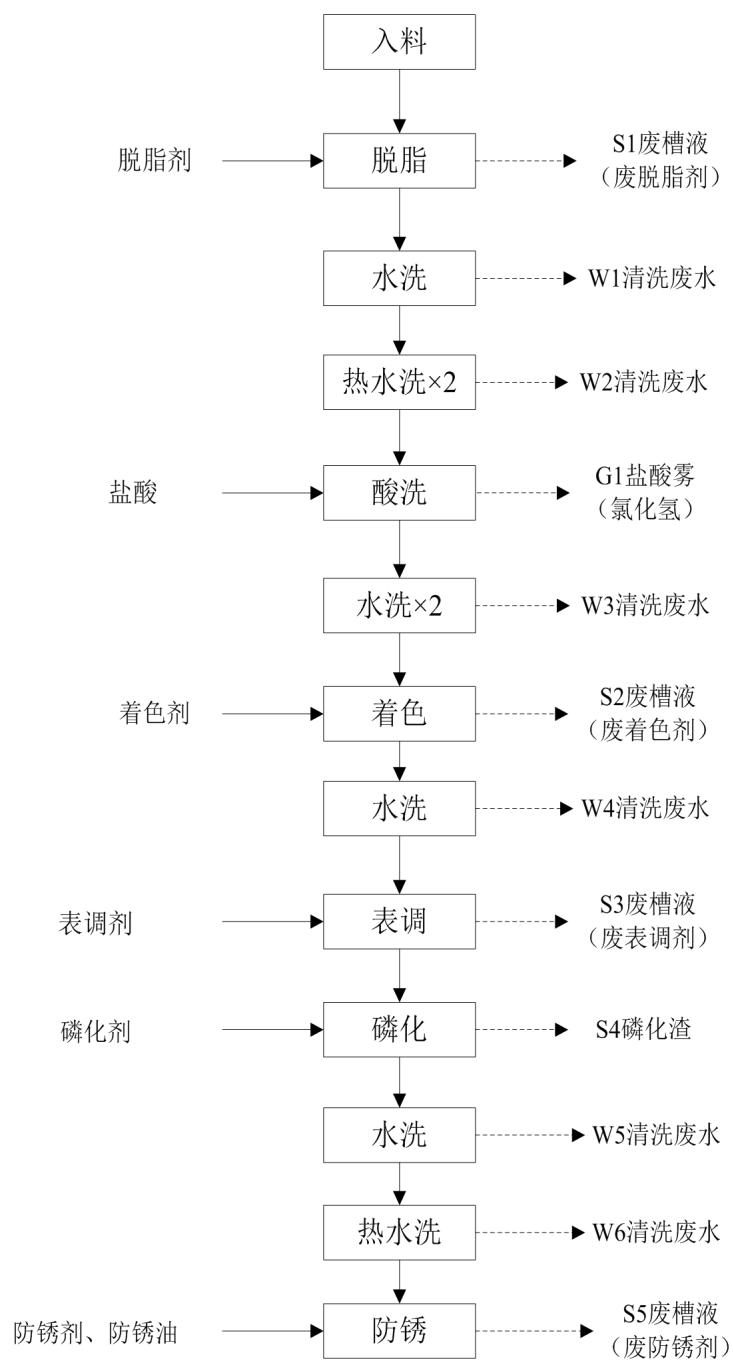 入料
脱脂剂
脱脂
S1废槽液
（废脱脂剂）
水洗
W1清洗废水
热水洗×2
W2清洗废水
盐酸
酸洗
G1盐酸雾
（氯化氢）
水洗×2
W3清洗废水
着色剂
着色
S2废槽液
（废着色剂）
水洗
W4清洗废水
表调剂
表调
S3废槽液
（废表调剂）
磷化剂
磷化
S4磷化渣
水洗
W5清洗废水
热水洗
W6清洗废水
防锈剂、防锈油
防锈
S5废槽液
（废防锈剂）